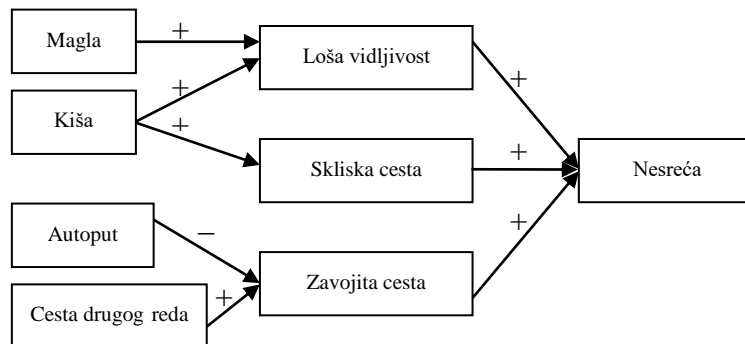 Magla
+
Loša vidljivost
+
+
Kiša
+
Skliska cesta
+
Nesreća
Autoput
–
+
Zavojita cesta
+
Cesta drugog reda